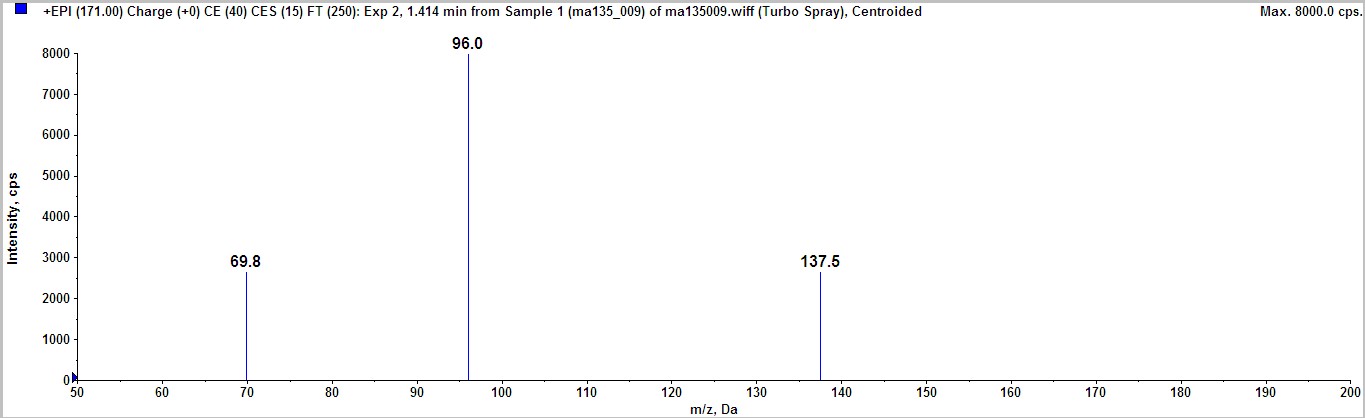 +EPI (171.00) Charge (+0) CE (40) CES (15) FT (250): Exp 2, 1.414 min from Sample 1 (ma135_009) of ma135009.wiff (Turbo Spray), Centroided
Max. 8000.0 cps.
96.0
8000
7000
6000
5000
4000
3000
2000
1000
0
Intensity, cps
69.8
137.5
50 60 70 80 90 100 110 120 130 140 150 160 170 180 190 200
m/z, Da